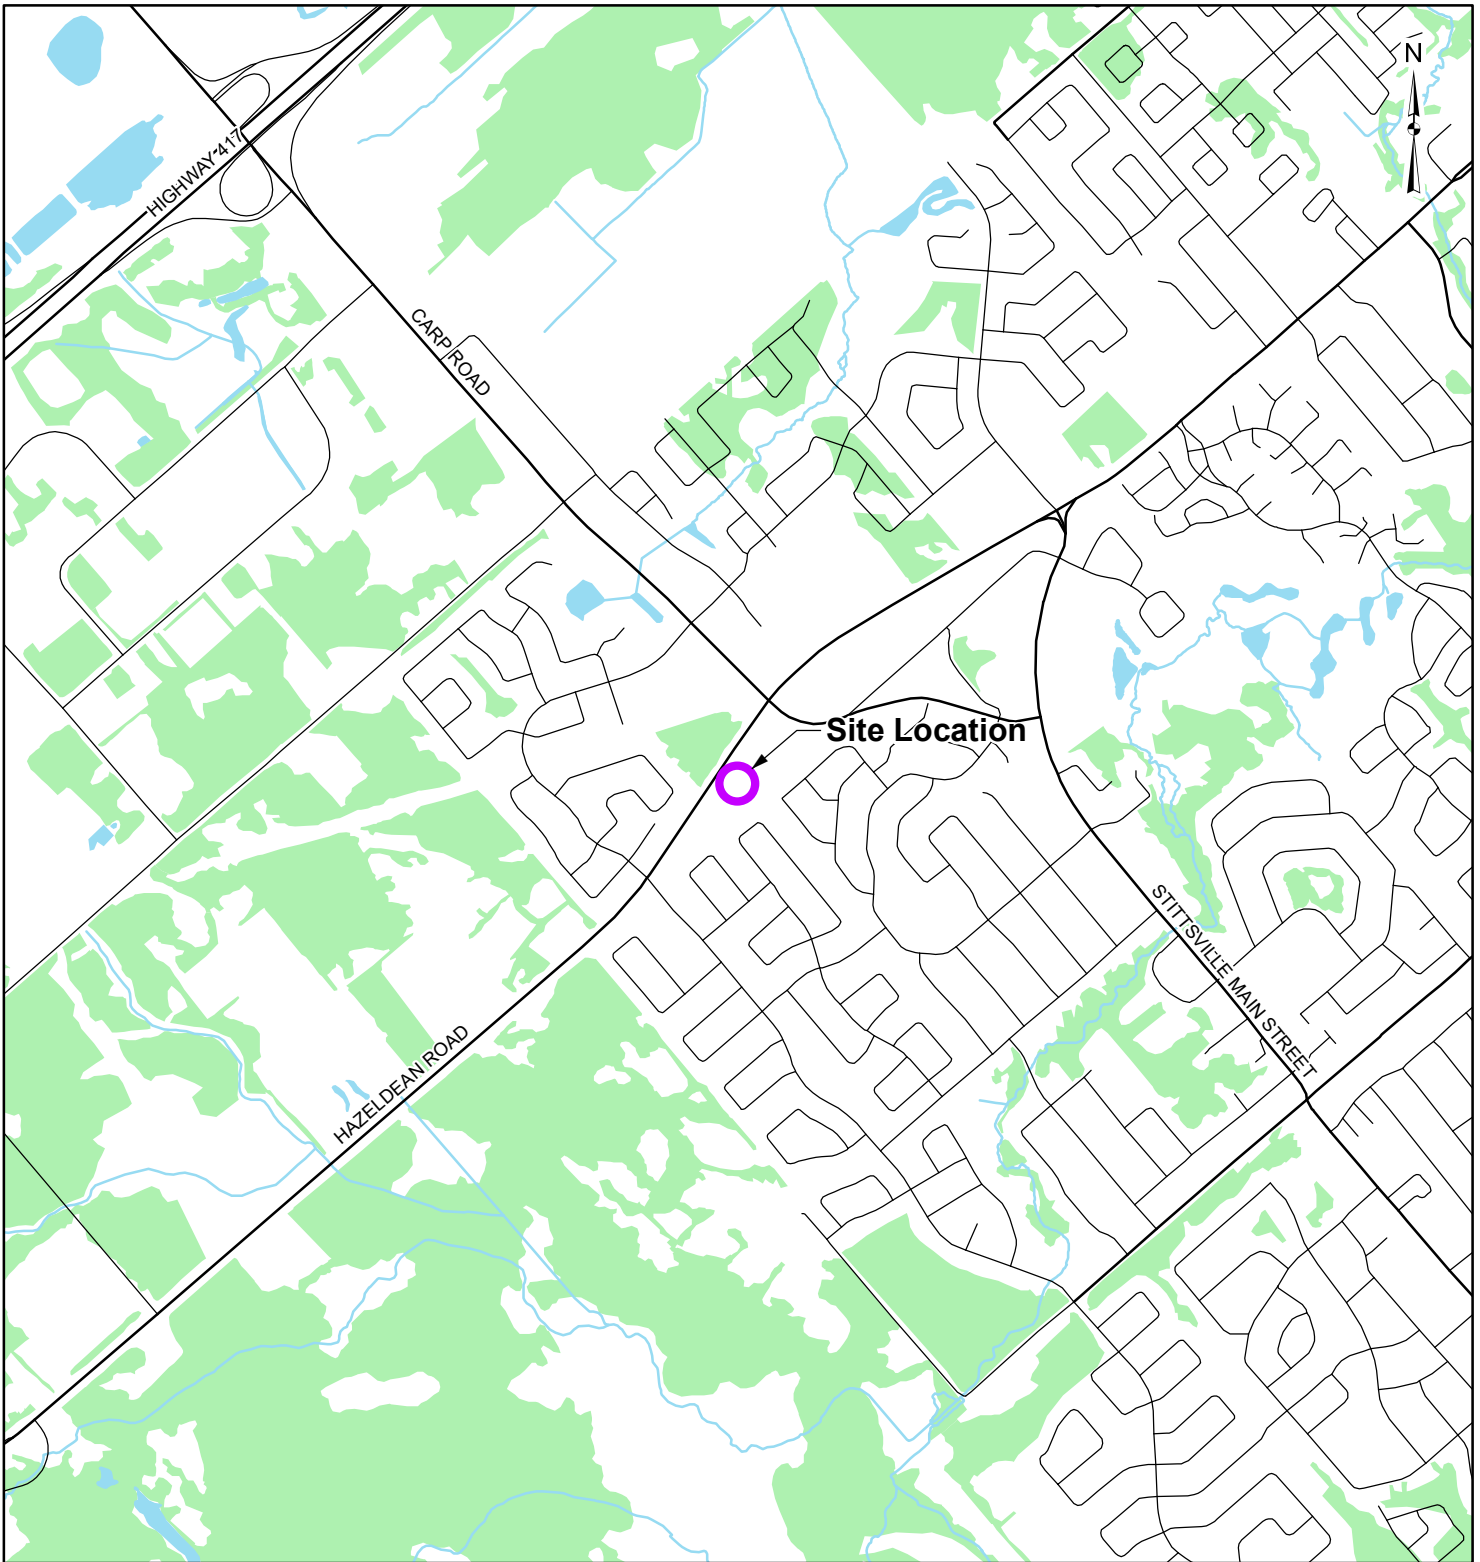 N
HIGHWAY 417
CARP ROAD
Site Location
STITTSVILLE MAIN STREET
HAZELDEAN ROAD